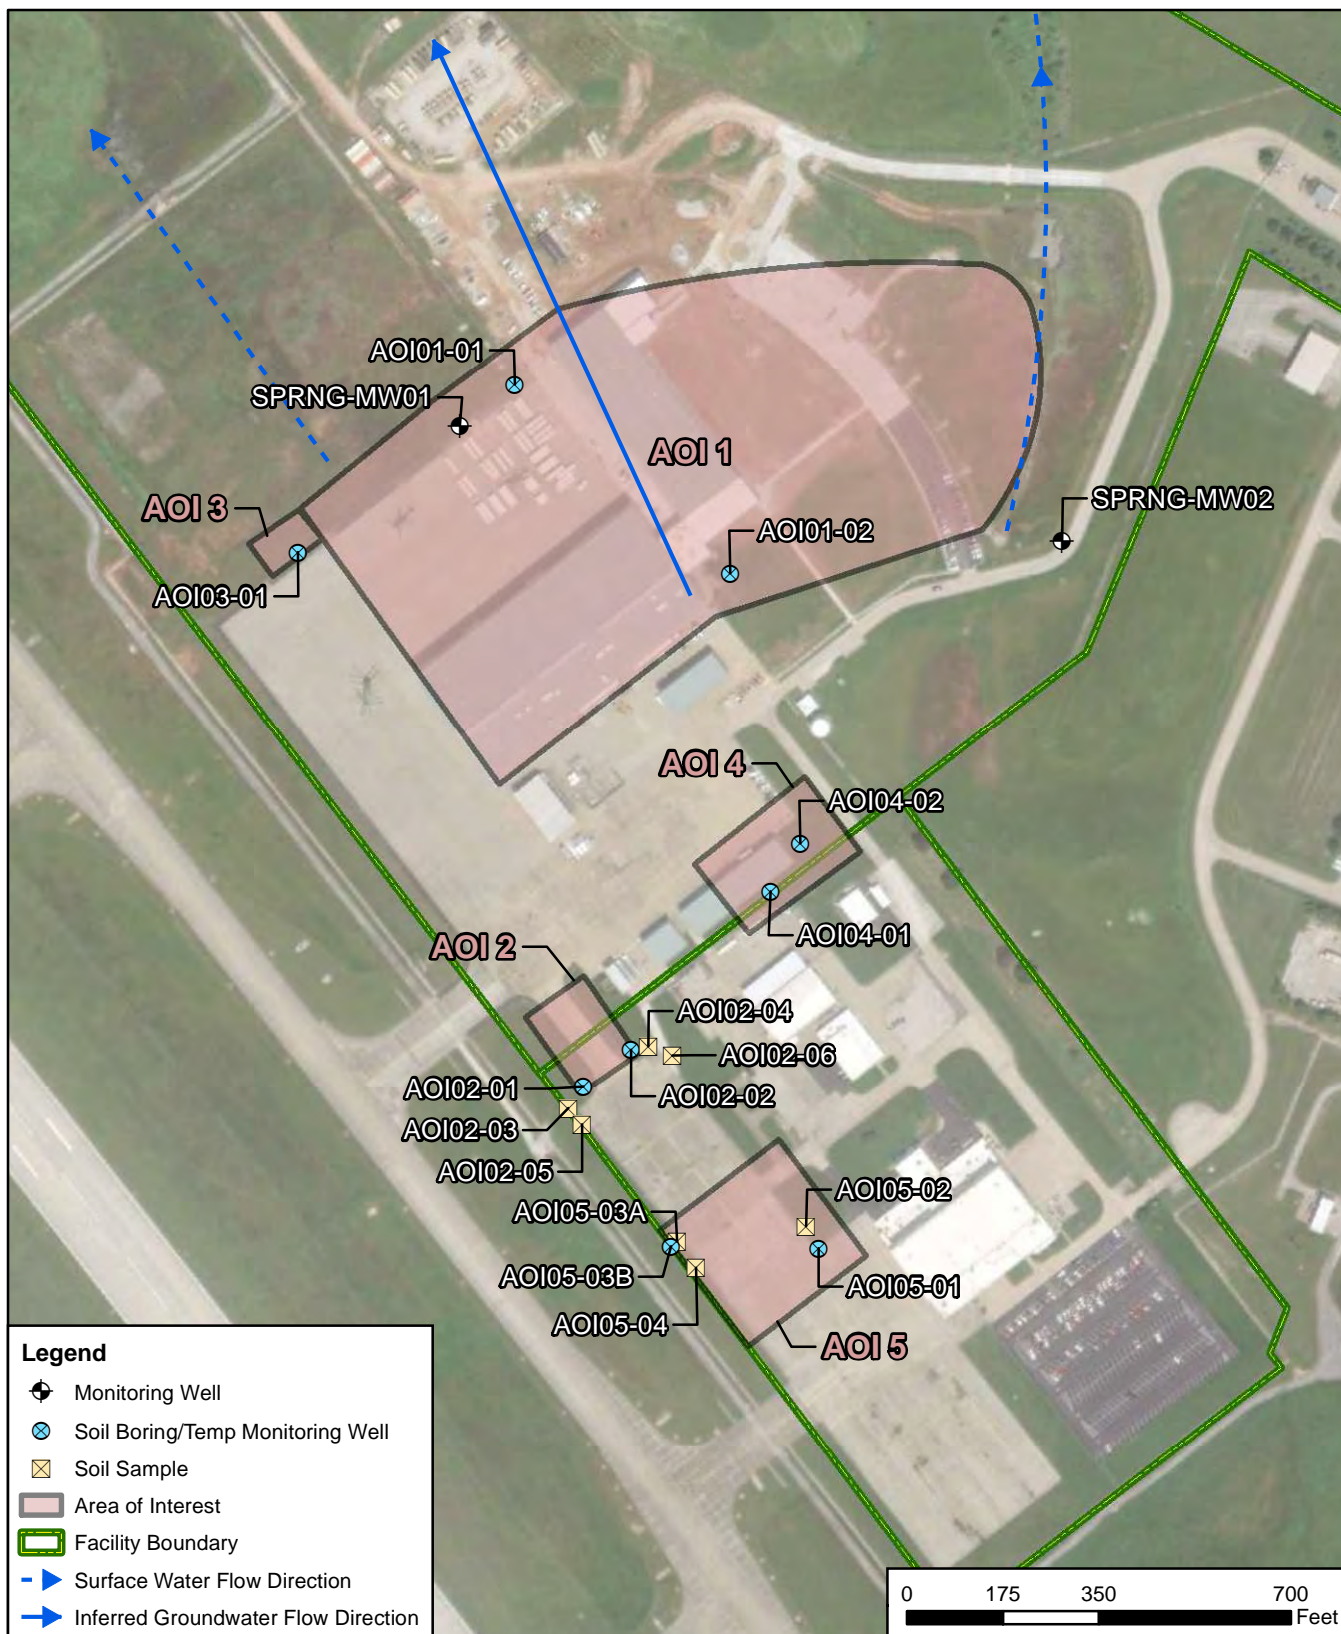 AOI01-01
SPRNG-MW01
AOI 1
AOI 3
SPRNG-MW02
AOI01-02
AOI03-01
AOI 4
AOI04-02
AOI04-01
AOI 2
AOI02-04
AOI02-06
AOI02-01
AOI02-02
AOI02-03
AOI02-05
AOI05-02
AOI05-03A
AOI05-03B
AOI05-01
AOI05-04
AOI 5
Legend
Monitoring Well
Soil Boring/Temp Monitoring Well
Soil Sample
Area of Interest
Facility Boundary
Surface Water Flow Direction
Inferred Groundwater Flow Direction
0 175 350 700
Feet